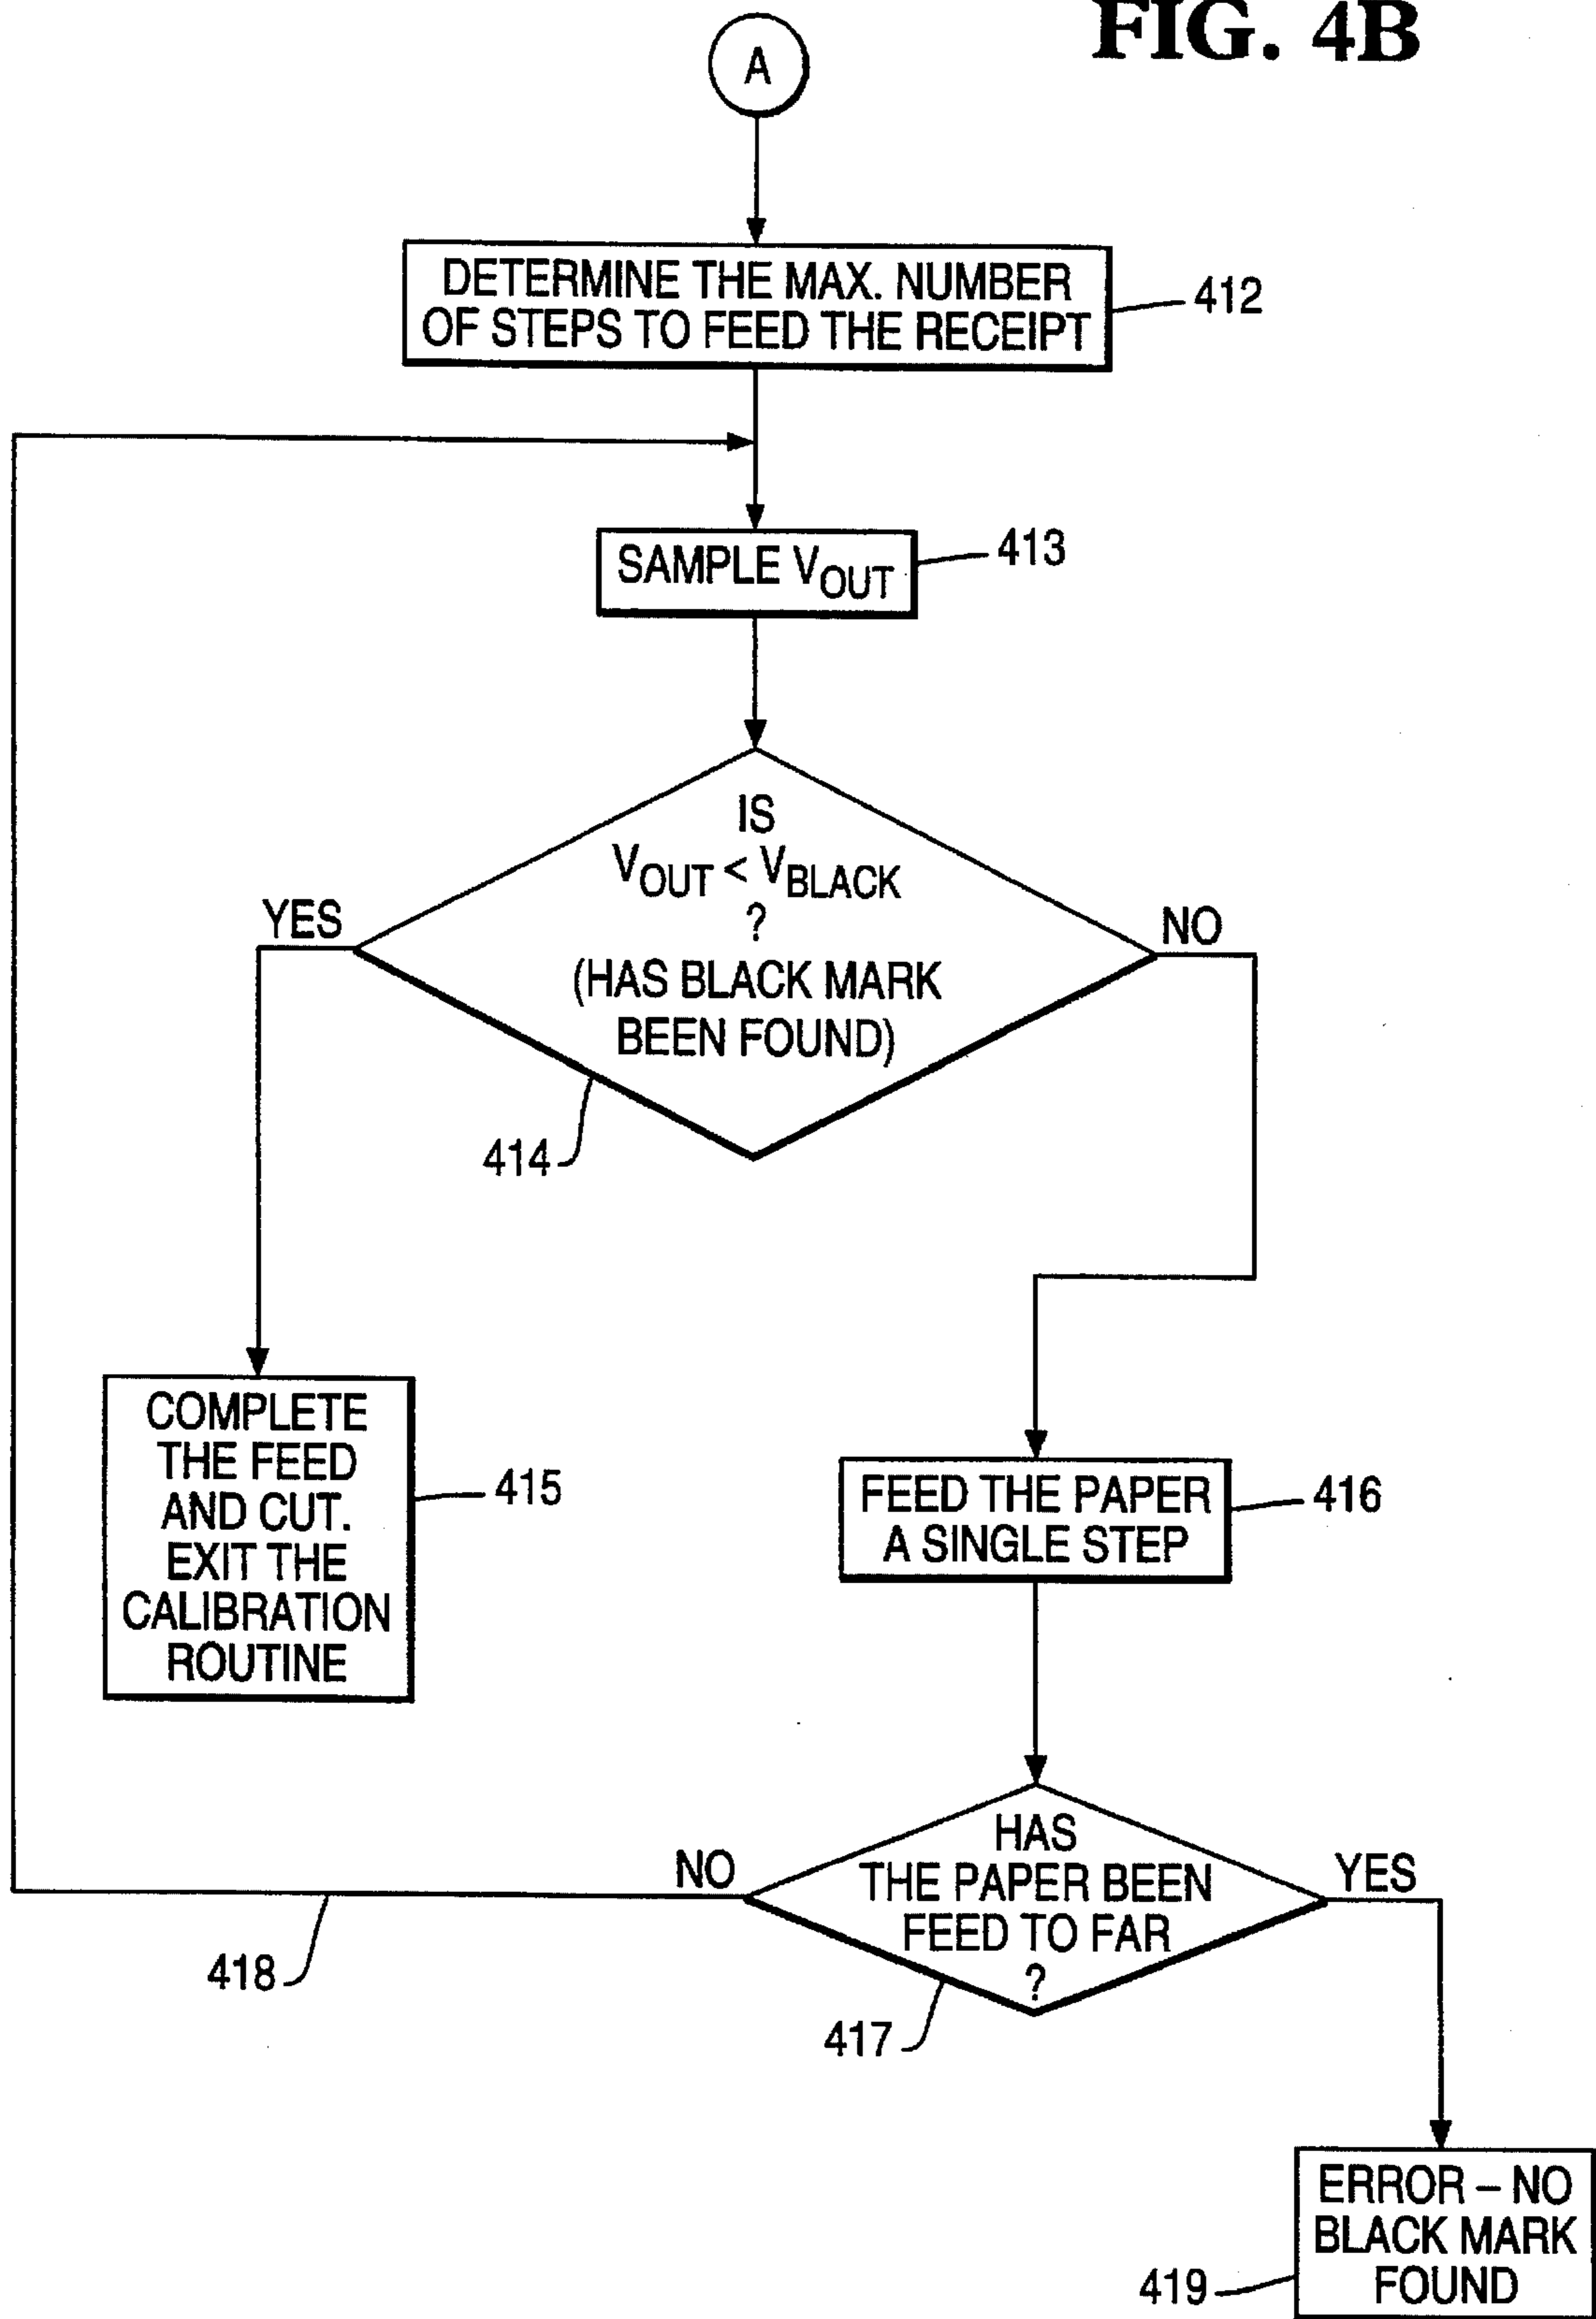 FIG. 4B
A
DETERMINE THE MAX. NUMBER
OF STEPS TO FEED THE RECEIPT
412
SAMPLE VOUT
413
IS
VOUT < VBLACK
?
(HAS BLACK MARK
BEEN FOUND)
YES
NO
414
COMPLETE
THE FEED
AND CUT.
EXIT THE
CALIBRATION
ROUTINE
415
FEED THE PAPER
A SINGLE STEP
416
HAS
THE PAPER BEEN
FEED TO FAR
?
NO
YES
418
417
ERROR – NO
BLACK MARK
FOUND
419